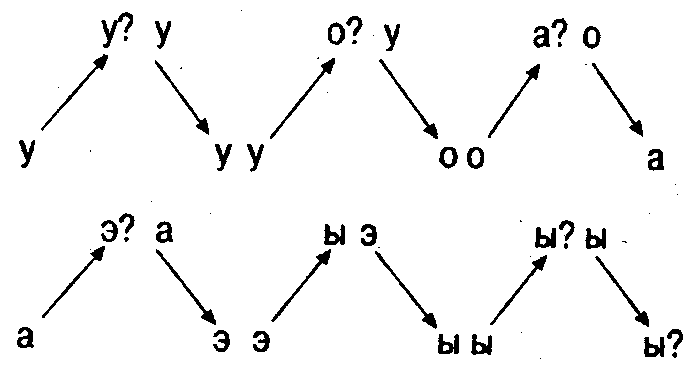 у? у о? у а? о
у у у о о а
э? а ы э ы? ы
а э э ы ы ы?